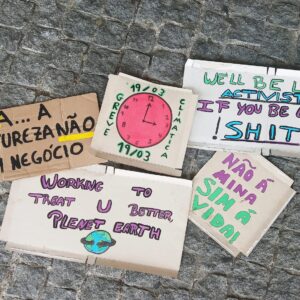 A... A
TUREZA NÃO
NEGÓCIO
19/03
GREVE
CLIMÁTICA
19/03
WE'LL BE
ACTIVIST
IF YOU BE
!SHIT
WORKING TO
TREAT U BETTER,
PLENET EARTH
NÃO Á
MINA
SIM Á
VIDA!